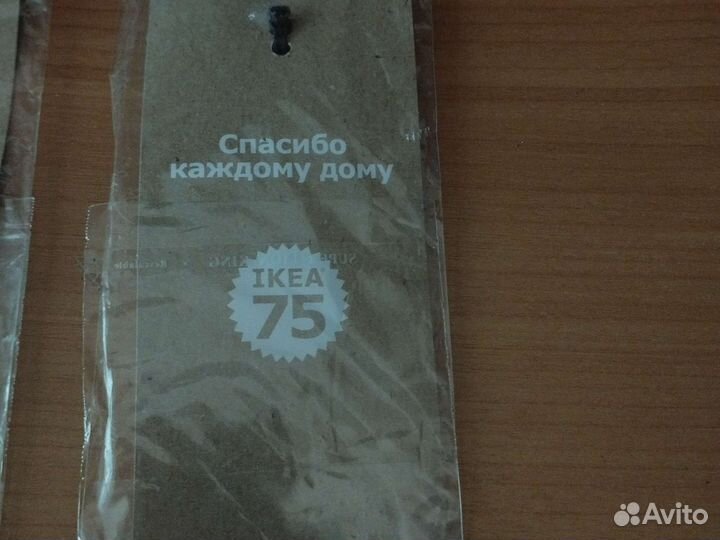 Спасибо
каждому дому
IKEA
75
Avito